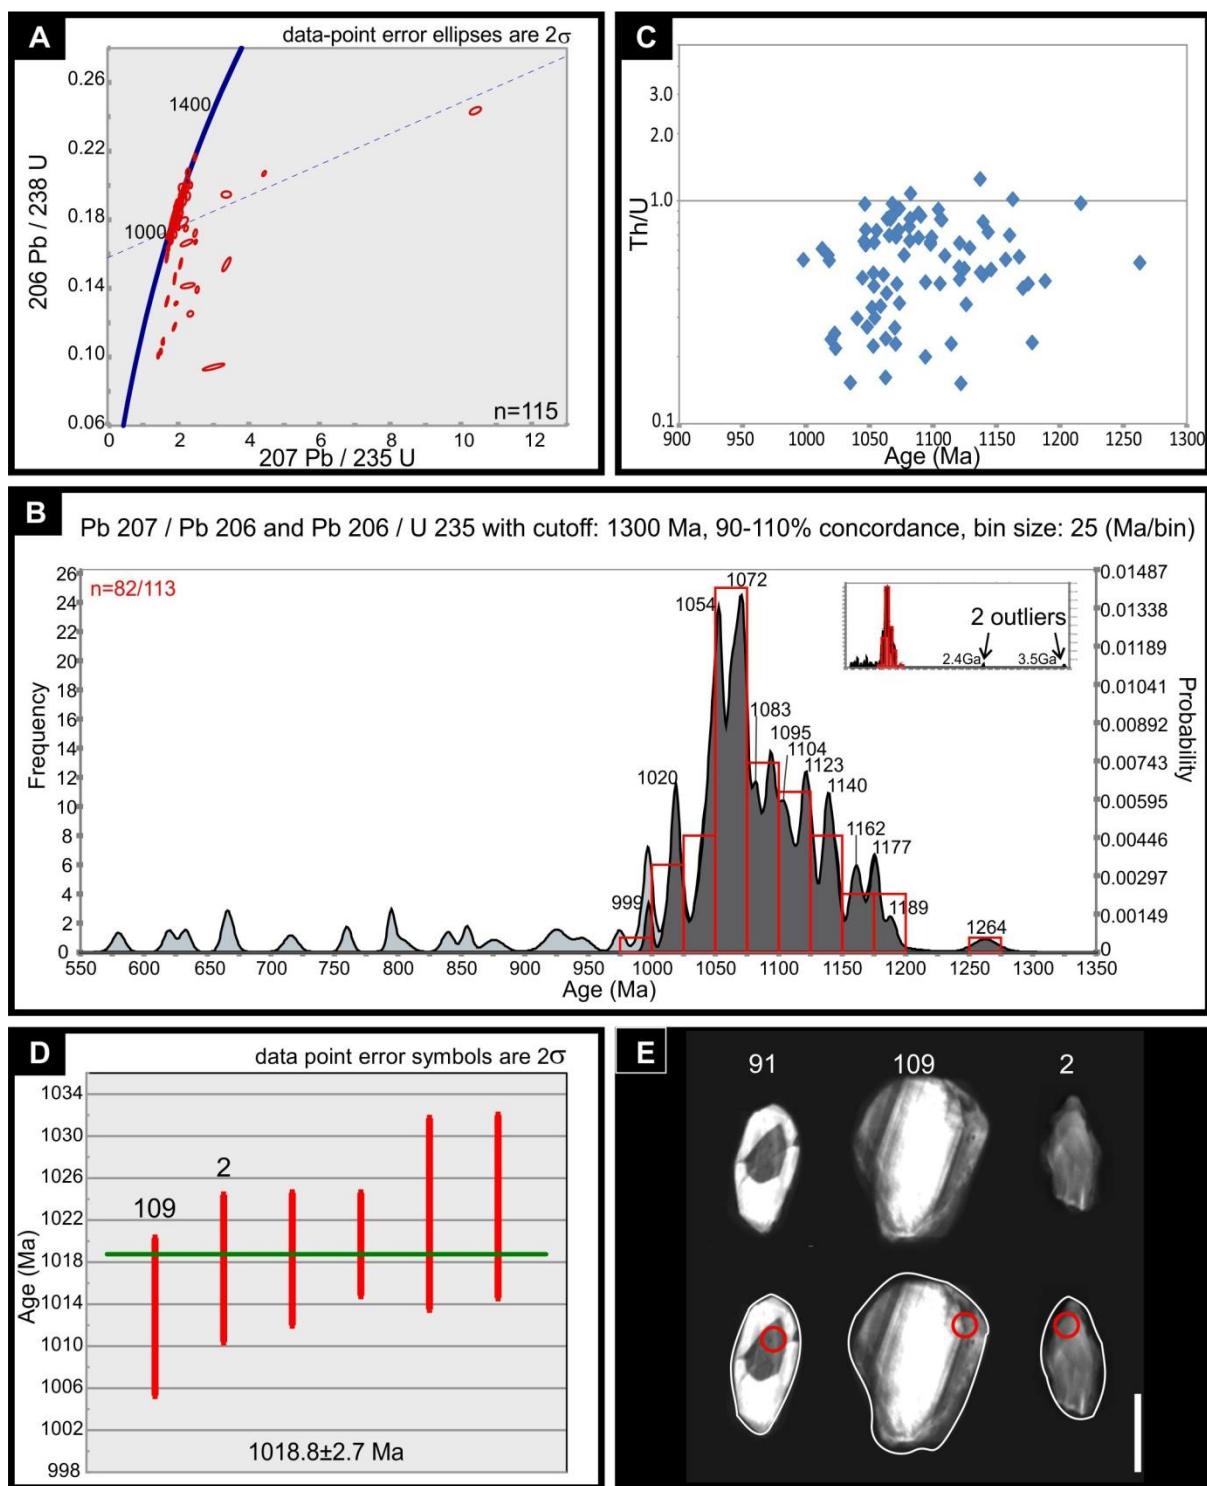 A
data-point error ellipses are 2σ
0.26
0.22
0.18
0.14
0.10
0.06
206 Pb / 238 U
1400
1000
n=115
0 2 4 6 8 10 12
207 Pb / 235 U
C
3.0
2.0
1.0
0.1
Th/U
900 950 1000 1050 1100 1150 1200 1250 1300
Age (Ma)
B
Pb 207 / Pb 206 and Pb 206 / U 235 with cutoff: 1300 Ma, 90-110% concordance, bin size: 25 (Ma/bin)
n=82/113
26
24
22
20
18
16
14
12
10
8
6
4
2
0
Frequency
999
1020
1054
1072
1083
1095
1104
1123
1140
1162
1177
1189
1264
2 outliers
2.4Ga
3.5Ga
0.01487
0.01338
0.01189
0.01041
0.00892
0.00743
0.00595
0.00446
0.00297
0.00149
0
Probability
550 600 650 700 750 800 850 900 950 1000 1050 1100 1150 1200 1250 1300 1350
Age (Ma)
D
data point error symbols are 2σ
1034
1030
1026
1022
1018
1014
1010
1006
1002
998
Age (Ma)
109
2
1018.8±2.7 Ma
E
91 109 2